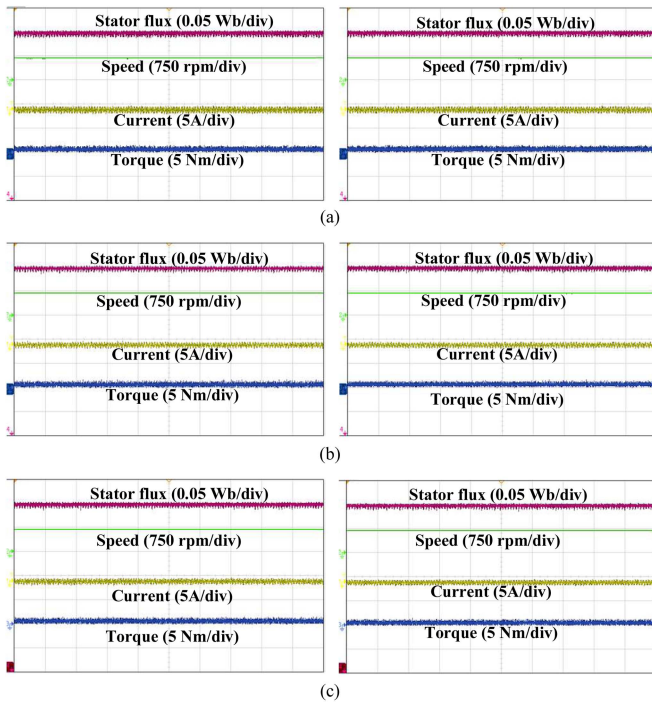 Stator flux (0.05 Wb/div)
Speed (750 rpm/div)
Current (5A/div)
Torque (5 Nm/div)
Stator flux (0.05 Wb/div)
Speed (750 rpm/div)
Current (5A/div)
Torque (5 Nm/div)
(a)
Stator flux (0.05 Wb/div)
Speed (750 rpm/div)
Current (5A/div)
Torque (5 Nm/div)
Stator flux (0.05 Wb/div)
Speed (750 rpm/div)
Current (5A/div)
Torque (5 Nm/div)
(b)
Stator flux (0.05 Wb/div)
Speed (750 rpm/div)
Current (5A/div)
Torque (5 Nm/div)
Stator flux (0.05 Wb/div)
Speed (750 rpm/div)
Current (5A/div)
Torque (5 Nm/div)
(c)